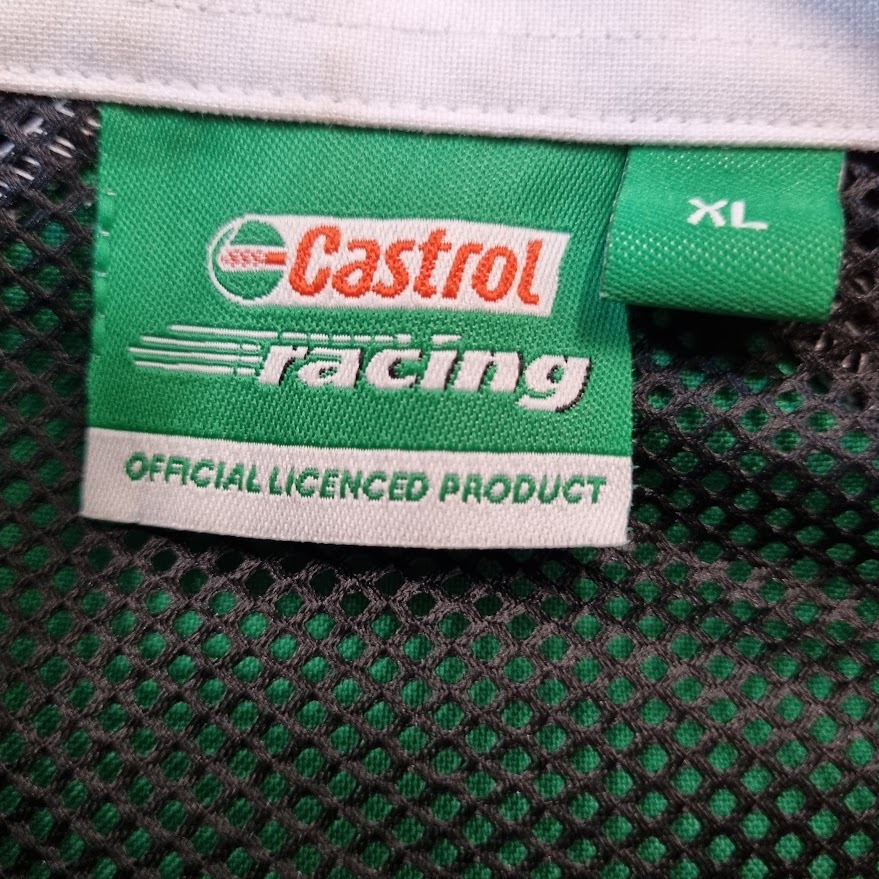 Castrol
racing
OFFICIAL LICENCED PRODUCT
XL